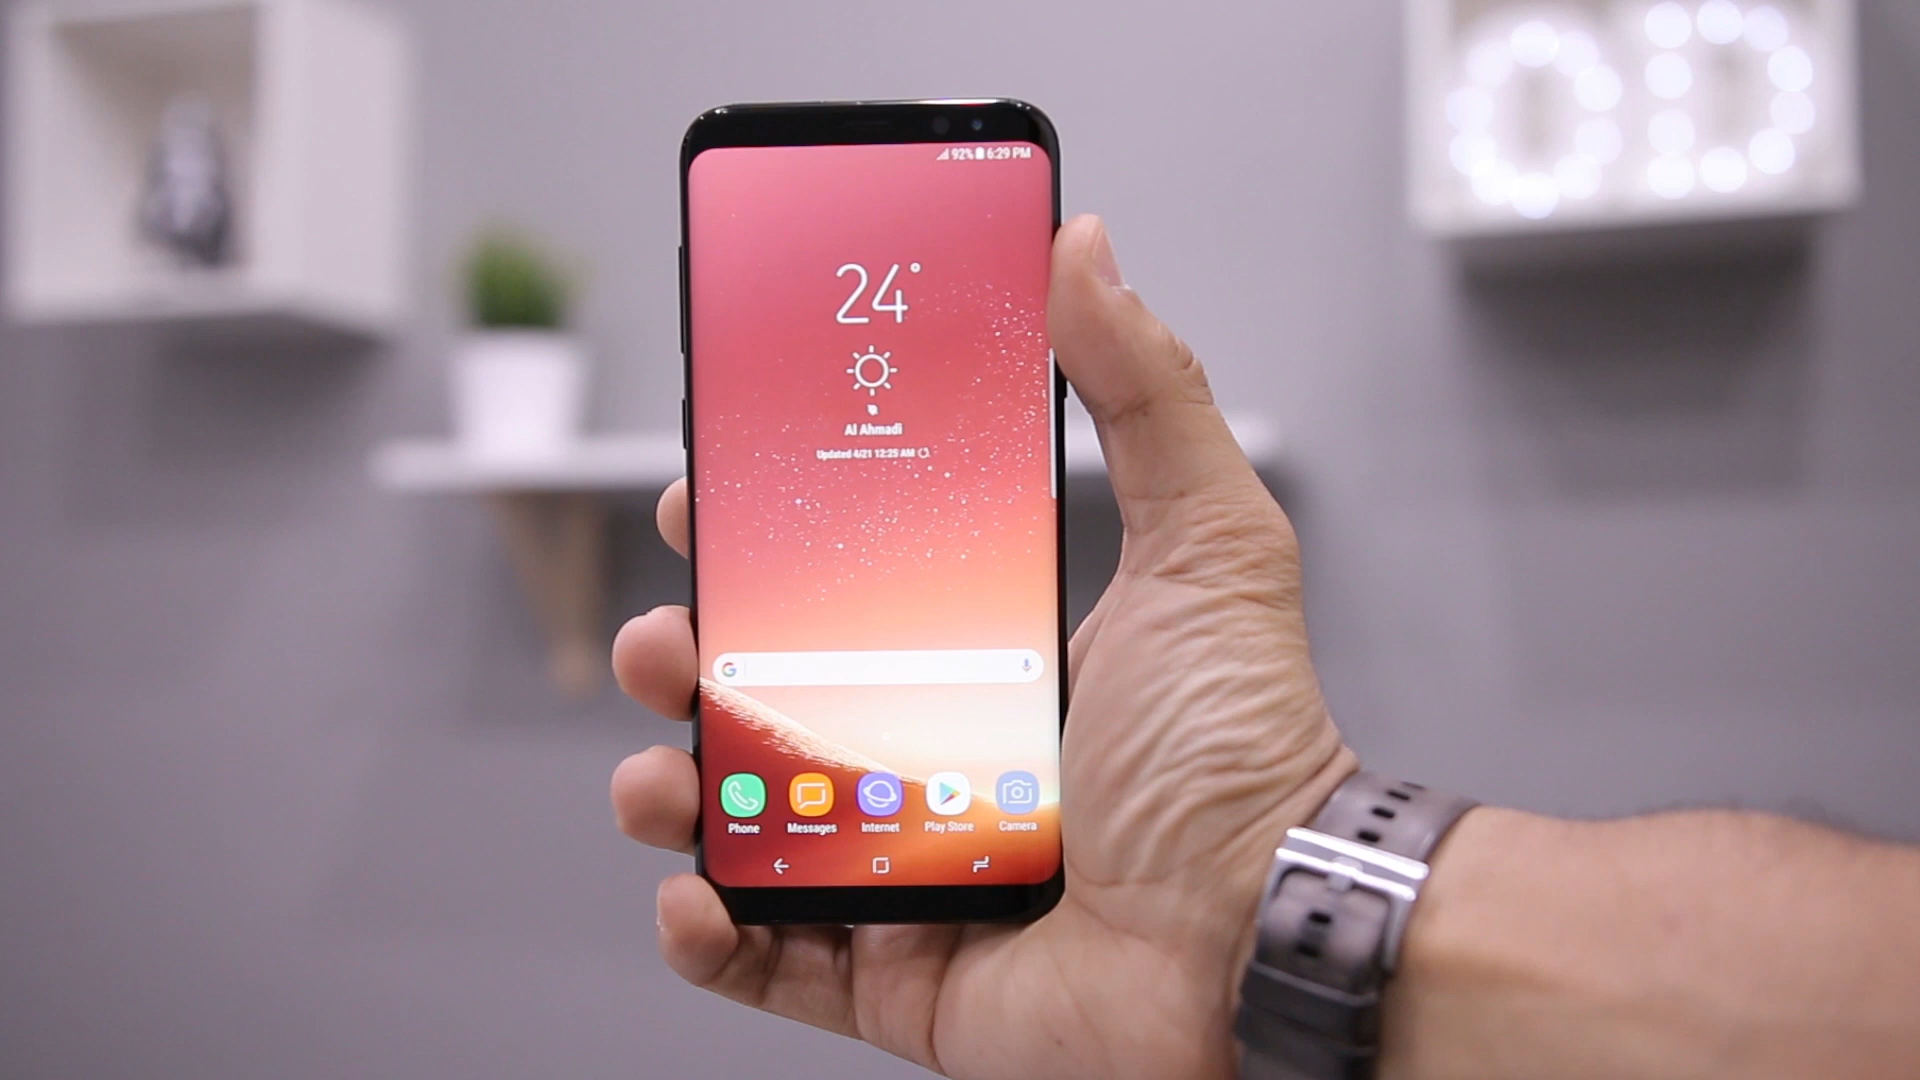 OD
92% 6:29 PM
24°
Al Ahmadi
Updated 4/21 12:25 AM
G
Phone Messages Internet Play Store Camera